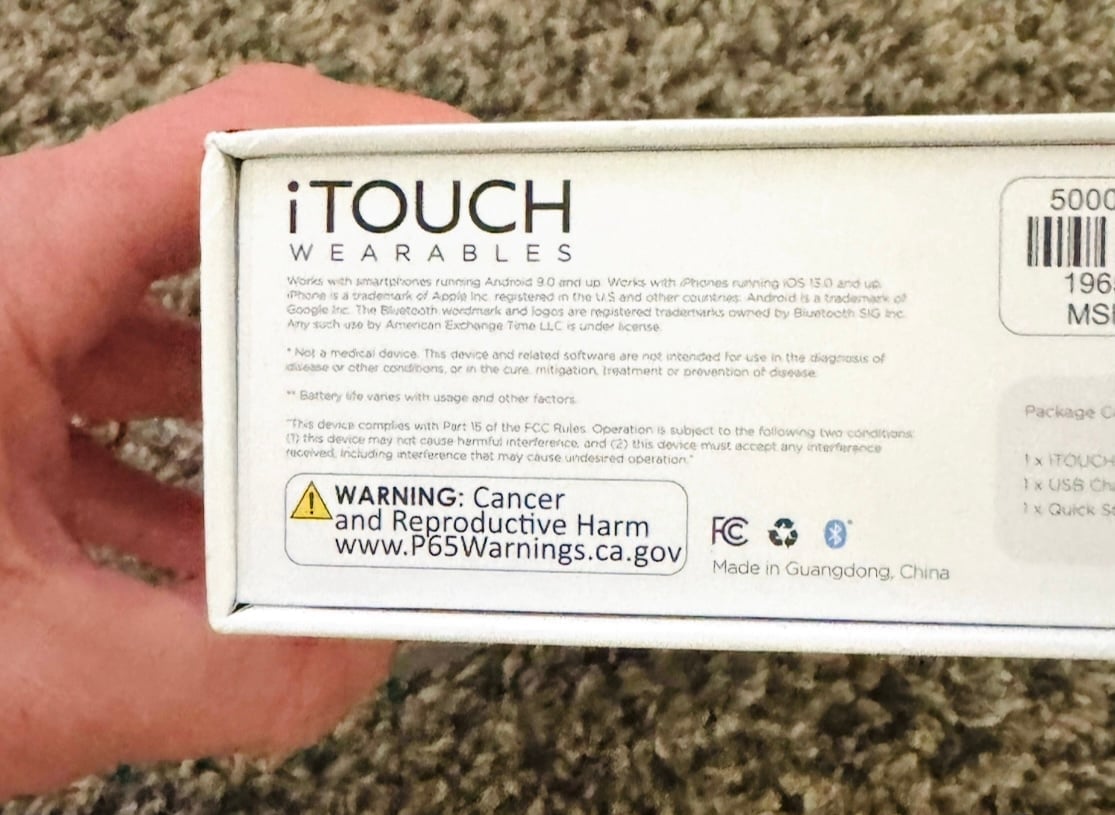 iTOUCH
WEARABLES
Works with smartphones running Android 9.0 and up. Works with iPhones running iOS 13.0 and up.
iPhone is a trademark of Apple Inc. registered in the U.S and other countries. Android is a trademark of
Google Inc. The Bluetooth wordmark and logos are registered trademarks owned by Bluetooth SIG Inc.
Any such use by American Exchange Time LLC is under license.
* Not a medical device. This device and related software are not intended for use in the diagnosis of
disease or other conditions, or in the cure, mitigation, treatment or prevention of disease.
** Battery life varies with usage and other factors.
"This device complies with Part 15 of the FCC Rules. Operation is subject to the following two conditions:
(1) this device may not cause harmful interference, and (2) this device must accept any interference
received, including interference that may cause undesired operation."
WARNING: Cancer
and Reproductive Harm
www.P65Warnings.ca.gov
FC
Made in Guangdong, China
5000
196
MS
Package
1 x iTOUCH
1 x USB Ch
1 x Quick St